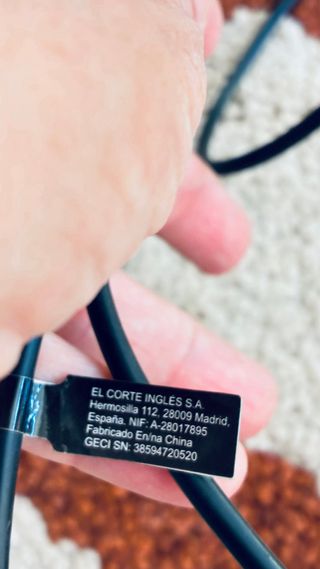 EL CORTE INGLÉS S.A.
Hermosilla 112, 28009 Madrid,
España. NIF: A-28017895
Fabricado En/na China
GECI SN: 38594720520